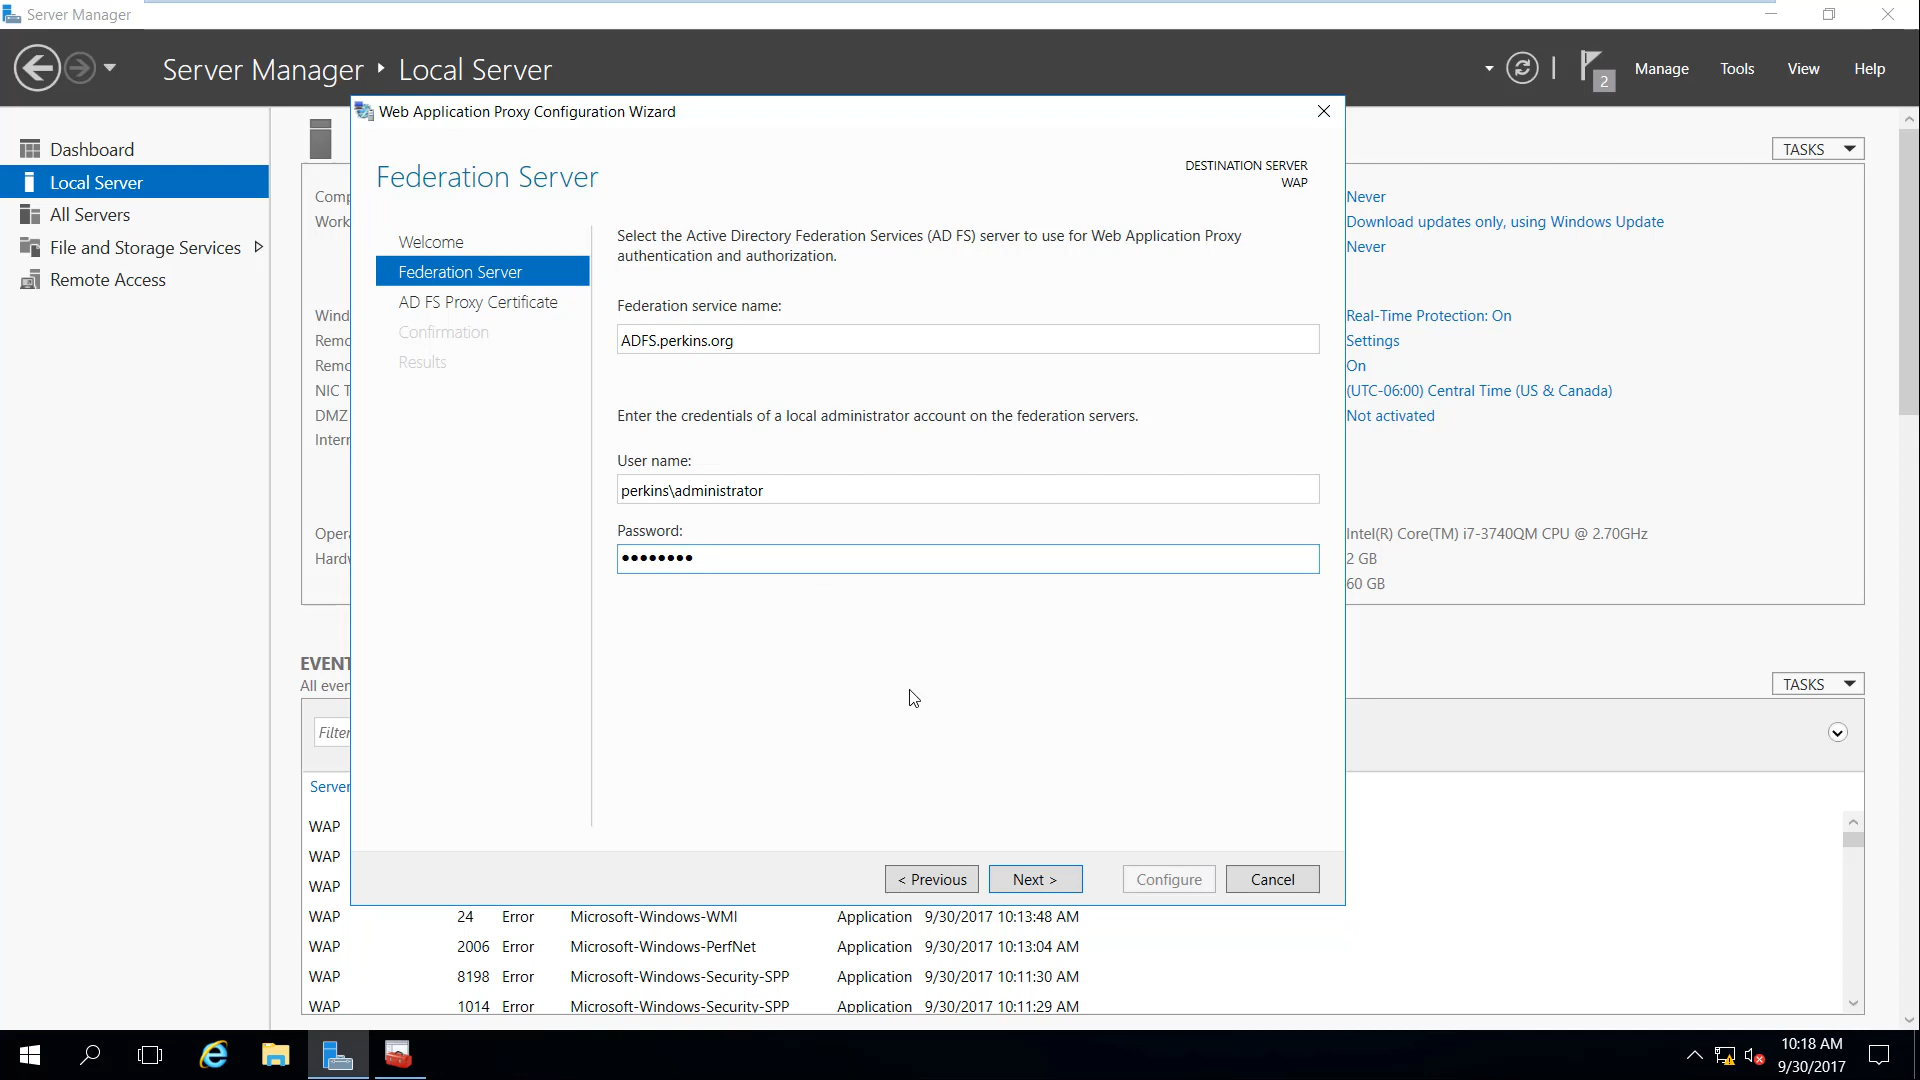 Server Manager
Server Manager ‣ Local Server
2
Manage
Tools
View
Help
Dashboard
Local Server
All Servers
File and Storage Services
Remote Access
TASKS
Web Application Proxy Configuration Wizard
Federation Server
DESTINATION SERVER
WAP
Welcome
Federation Server
AD FS Proxy Certificate
Confirmation
Results
Select the Active Directory Federation Services (AD FS) server to use for Web Application Proxy
authentication and authorization.
Federation service name:
ADFS.perkins.org
Enter the credentials of a local administrator account on the federation servers.
User name:
perkins\administrator
Password:
••••••••
< Previous
Next >
Configure
Cancel
Comp
Work
Wind
Remo
Remo
NIC T
DMZ
Intern
Opera
Hardw
Never
Download updates only, using Windows Update
Never
Real-Time Protection: On
Settings
On
(UTC-06:00) Central Time (US & Canada)
Not activated
Intel(R) Core(TM) i7-3740QM CPU @ 2.70GHz
2 GB
60 GB
EVENT
All even
TASKS
Filter
Server
WAP
WAP
WAP
WAP 24 Error Microsoft-Windows-WMI Application 9/30/2017 10:13:48 AM
WAP 2006 Error Microsoft-Windows-PerfNet Application 9/30/2017 10:13:04 AM
WAP 8198 Error Microsoft-Windows-Security-SPP Application 9/30/2017 10:11:30 AM
WAP 1014 Error Microsoft-Windows-Security-SPP Application 9/30/2017 10:11:29 AM
10:18 AM
9/30/2017